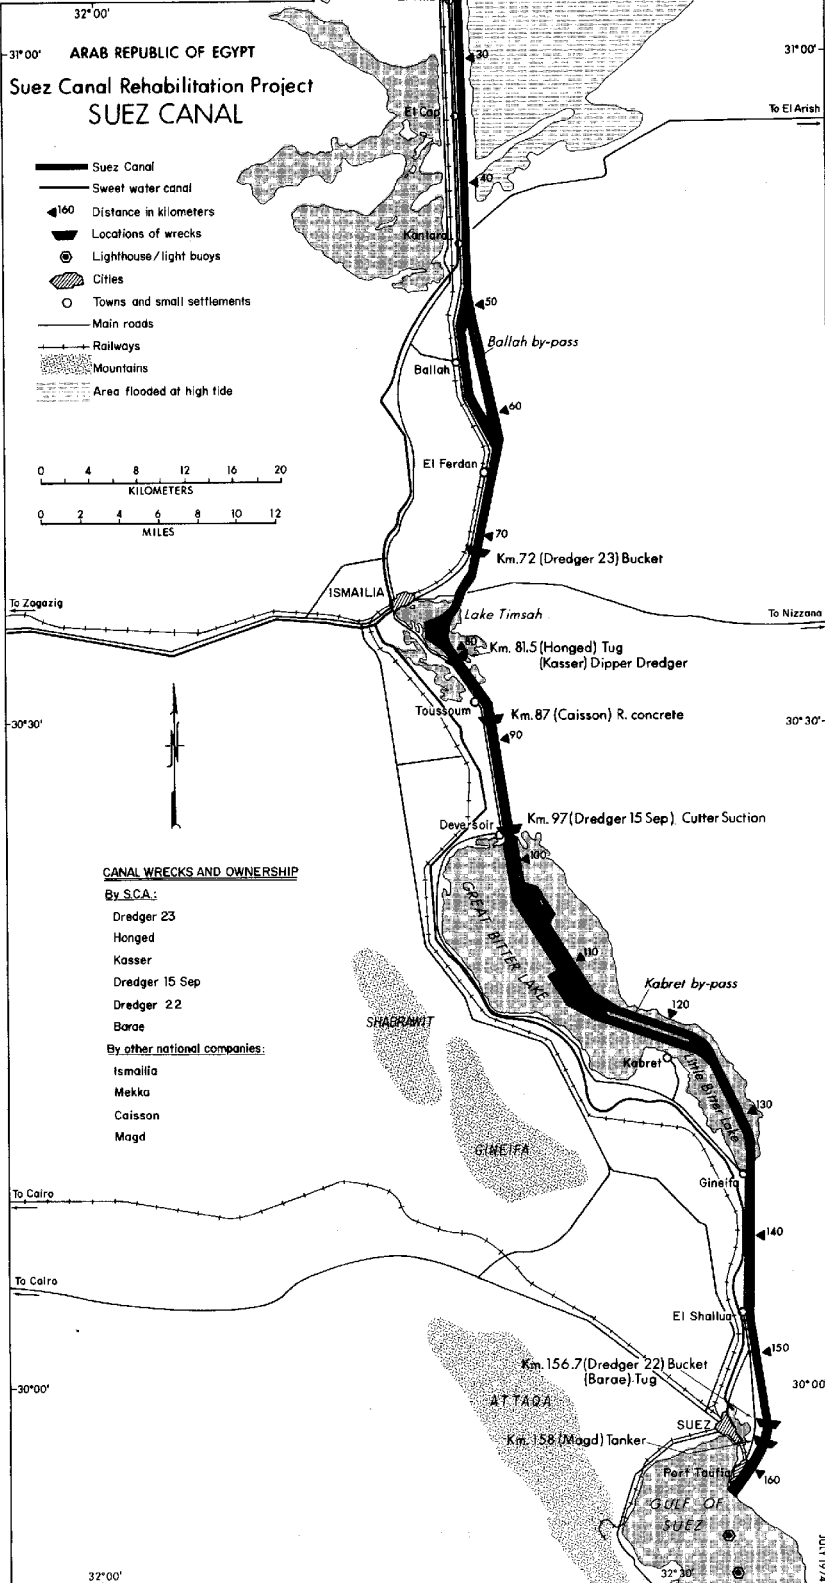 32°00'
31°00'
31°00'
ARAB REPUBLIC OF EGYPT
Suez Canal Rehabilitation Project
SUEZ CANAL
Suez Canal
Sweet water canal
160 Distance in kilometers
Locations of wrecks
Lighthouse/light buoys
Cities
Towns and small settlements
Main roads
Railways
Mountains
Area flooded at high tide
0 4 8 12 16 20
KILOMETERS
0 2 4 6 8 10 12
MILES
30
El Cap
To El Arish
40
Kantara
50
Ballah by-pass
Ballah
60
El Ferdan
70
Km.72 (Dredger 23) Bucket
ISMAILIA
To Zagazig
Lake Timsah
To Nizzana
80
Km. 81.5 (Honged) Tug
(Kasser) Dipper Dredger
Toussoum
Km.87 (Caisson) R. concrete
30°30'
30°30'
90
Km.97 (Dredger 15 Sep) Cutter Suction
Deversoir
100
GREAT BITTER LAKE
110
Kabret by-pass
120
Kabret
Little Bitter Lake
130
CANAL WRECKS AND OWNERSHIP
By S.C.A.:
Dredger 23
Honged
Kasser
Dredger 15 Sep
Dredger 22
Barae
By other national companies:
Ismailia
Mekka
Caisson
Magd
SHABRAWIT
GINEIFA
Gineifa
To Cairo
140
To Cairo
El Shallua
150
Km.156.7 (Dredger 22) Bucket
(Barae) Tug
30°00'
30°00'
ATTAQA
SUEZ
Km.158 (Magd) Tanker
Port Taufiq
160
GULF OF
SUEZ
32°00'
32°30'
JULY 1974